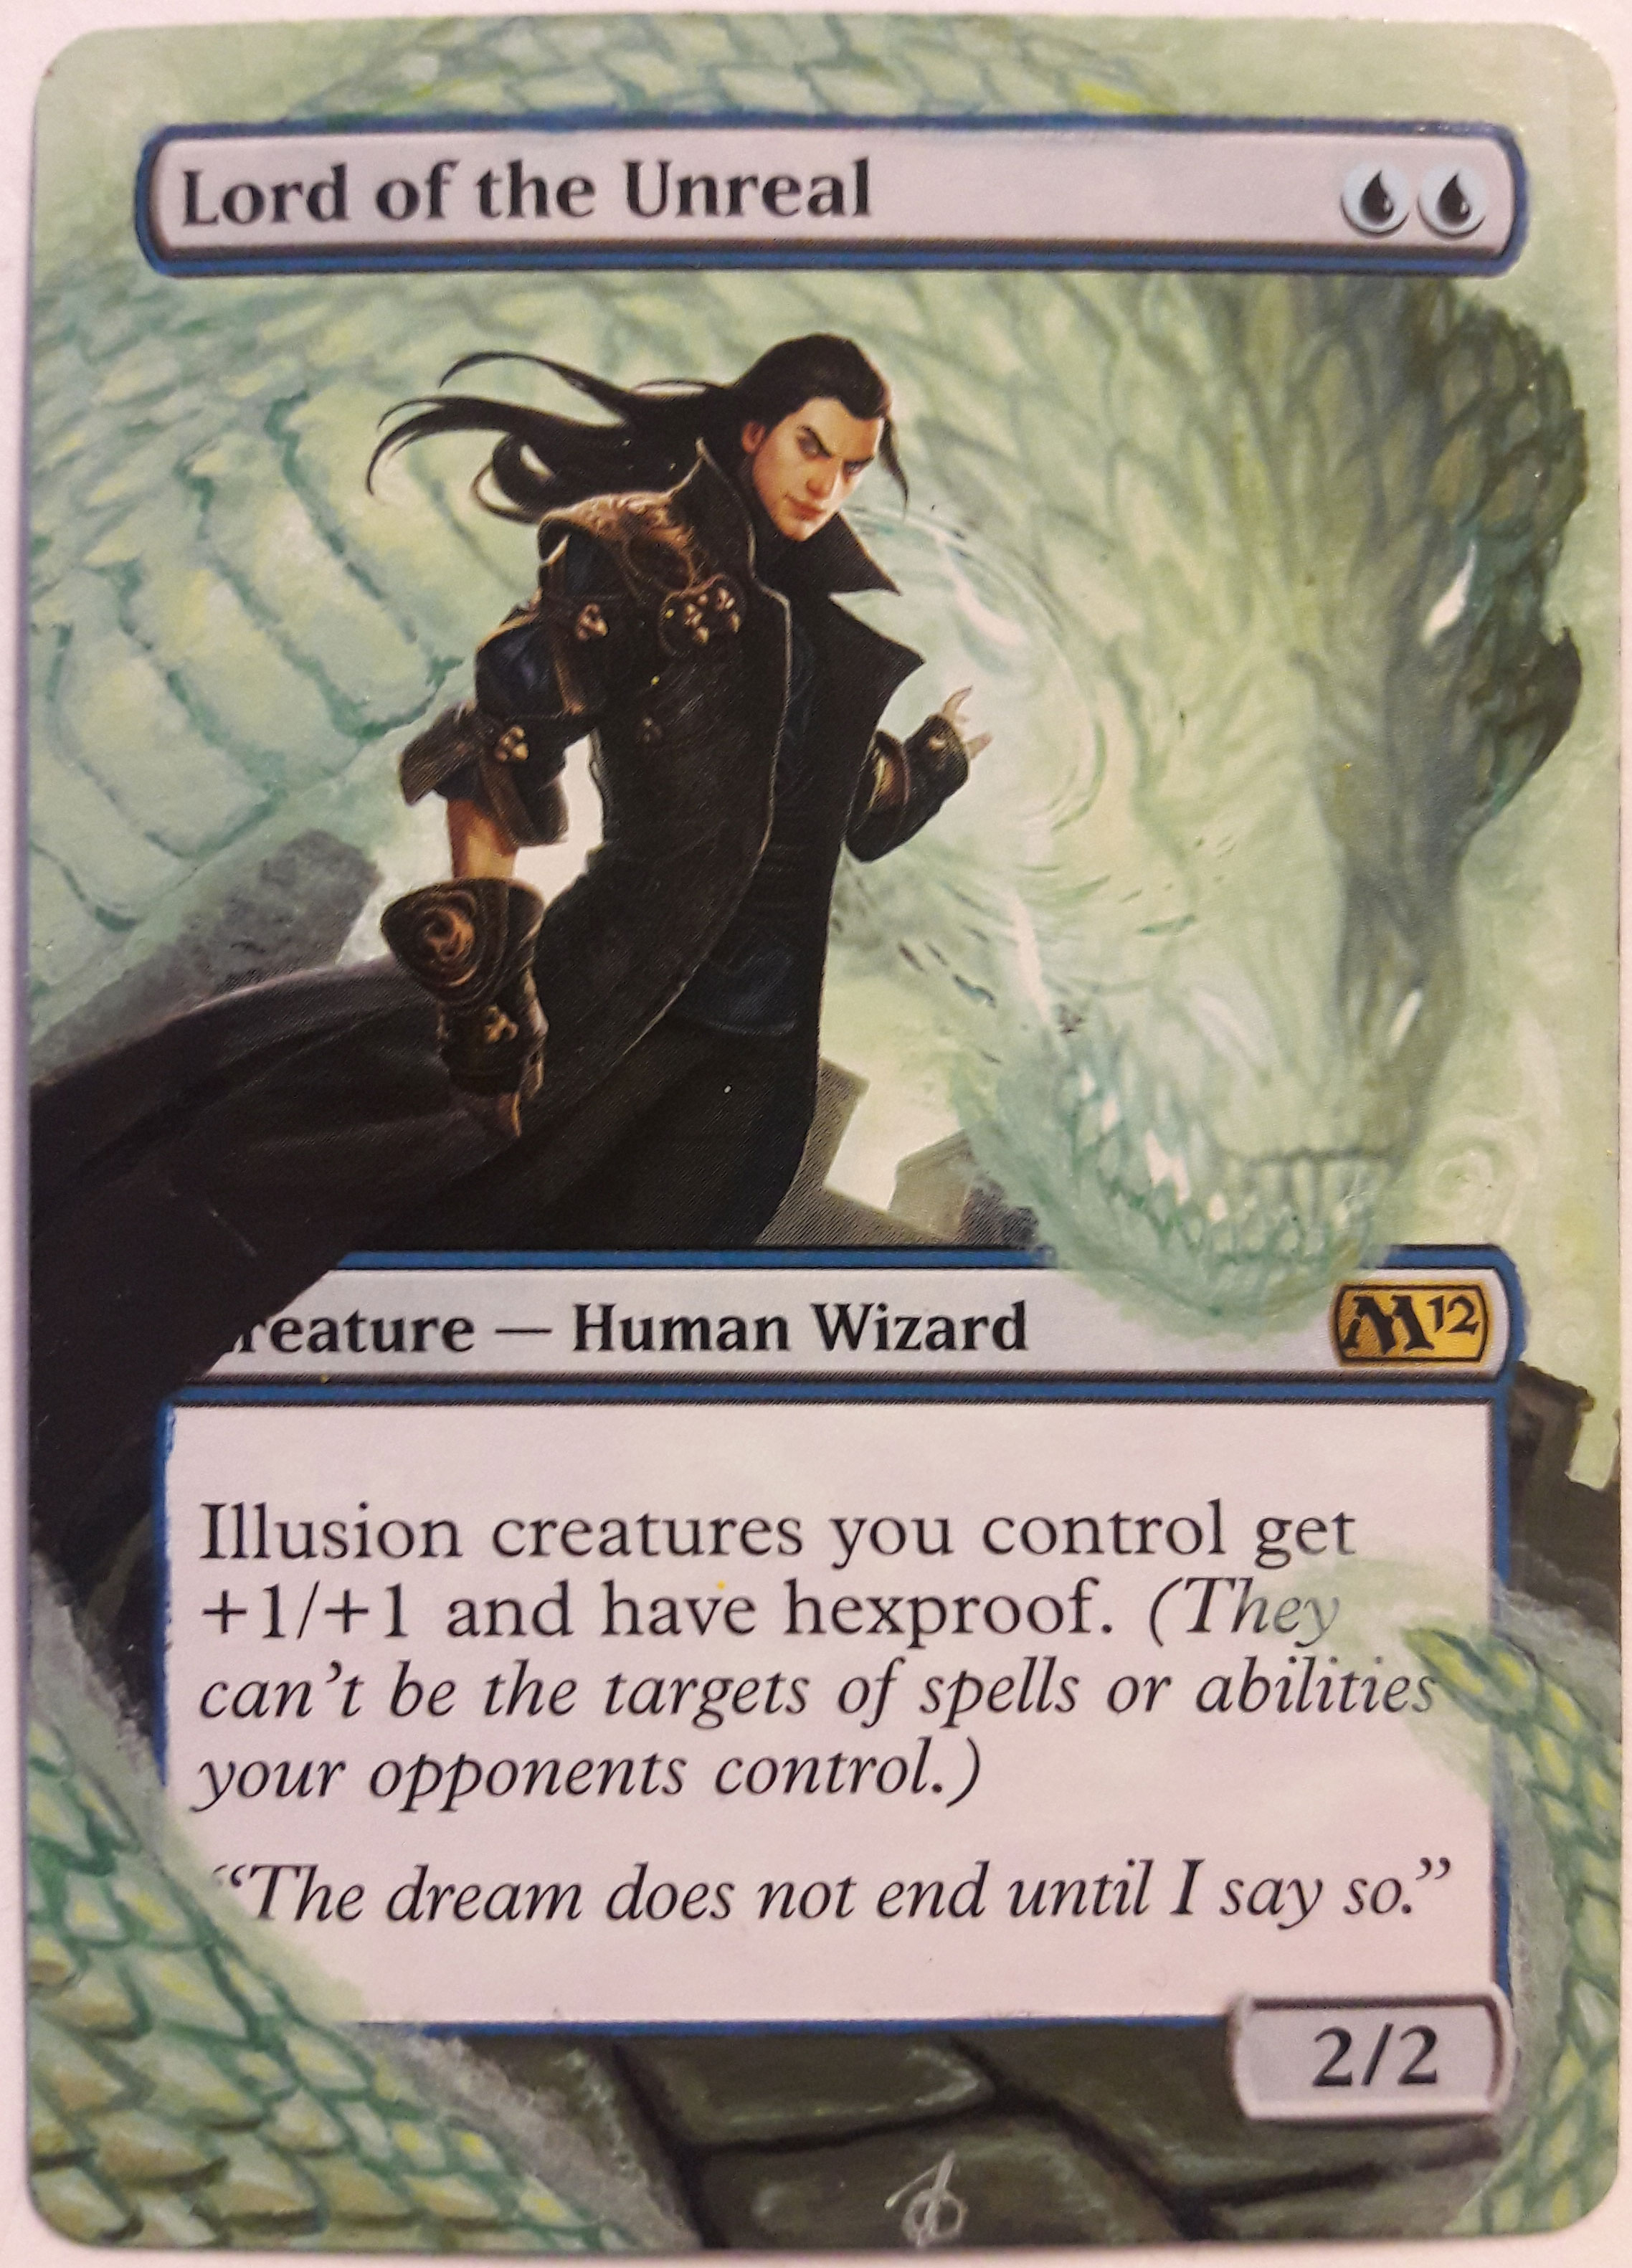 Lord of the Unreal
reature — Human Wizard
M12
Illusion creatures you control get
+1/+1 and have hexproof. (They
can't be the targets of spells or abilities
your opponents control.)
“The dream does not end until I say so.”
2/2